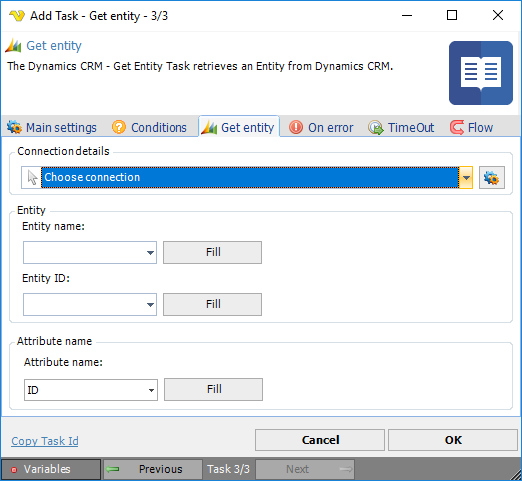 Add Task - Get entity - 3/3
Get entity
The Dynamics CRM - Get Entity Task retrieves an Entity from Dynamics CRM.
Main settings Conditions Get entity On error TimeOut Flow
Connection details
Choose connection
Entity
Entity name:
Fill
Entity ID:
Fill
Attribute name
Attribute name:
ID Fill
Copy Task Id Cancel OK
Variables Previous Task 3/3 Next